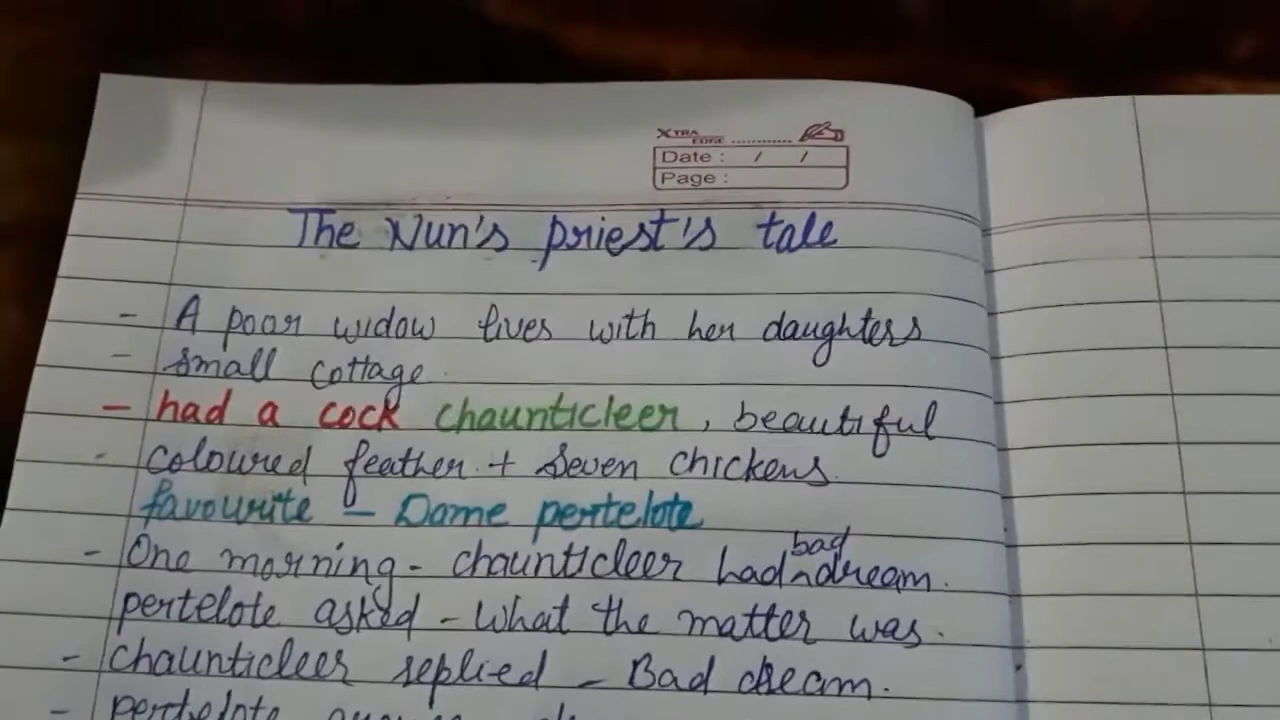 XTRA EDGE ............
Date : / /
Page :
The Nun's priest's tale
- A poor widow lives with her daughters
- small cottage.
- had a cock chaunticleer, beautiful
- coloured feather + seven chickens.
favourite - Dame pertelote
- One morning - chaunticleer had bad dream.
pertelote asked - What the matter was.
- chaunticleer replied - Bad dream.
- pertelote